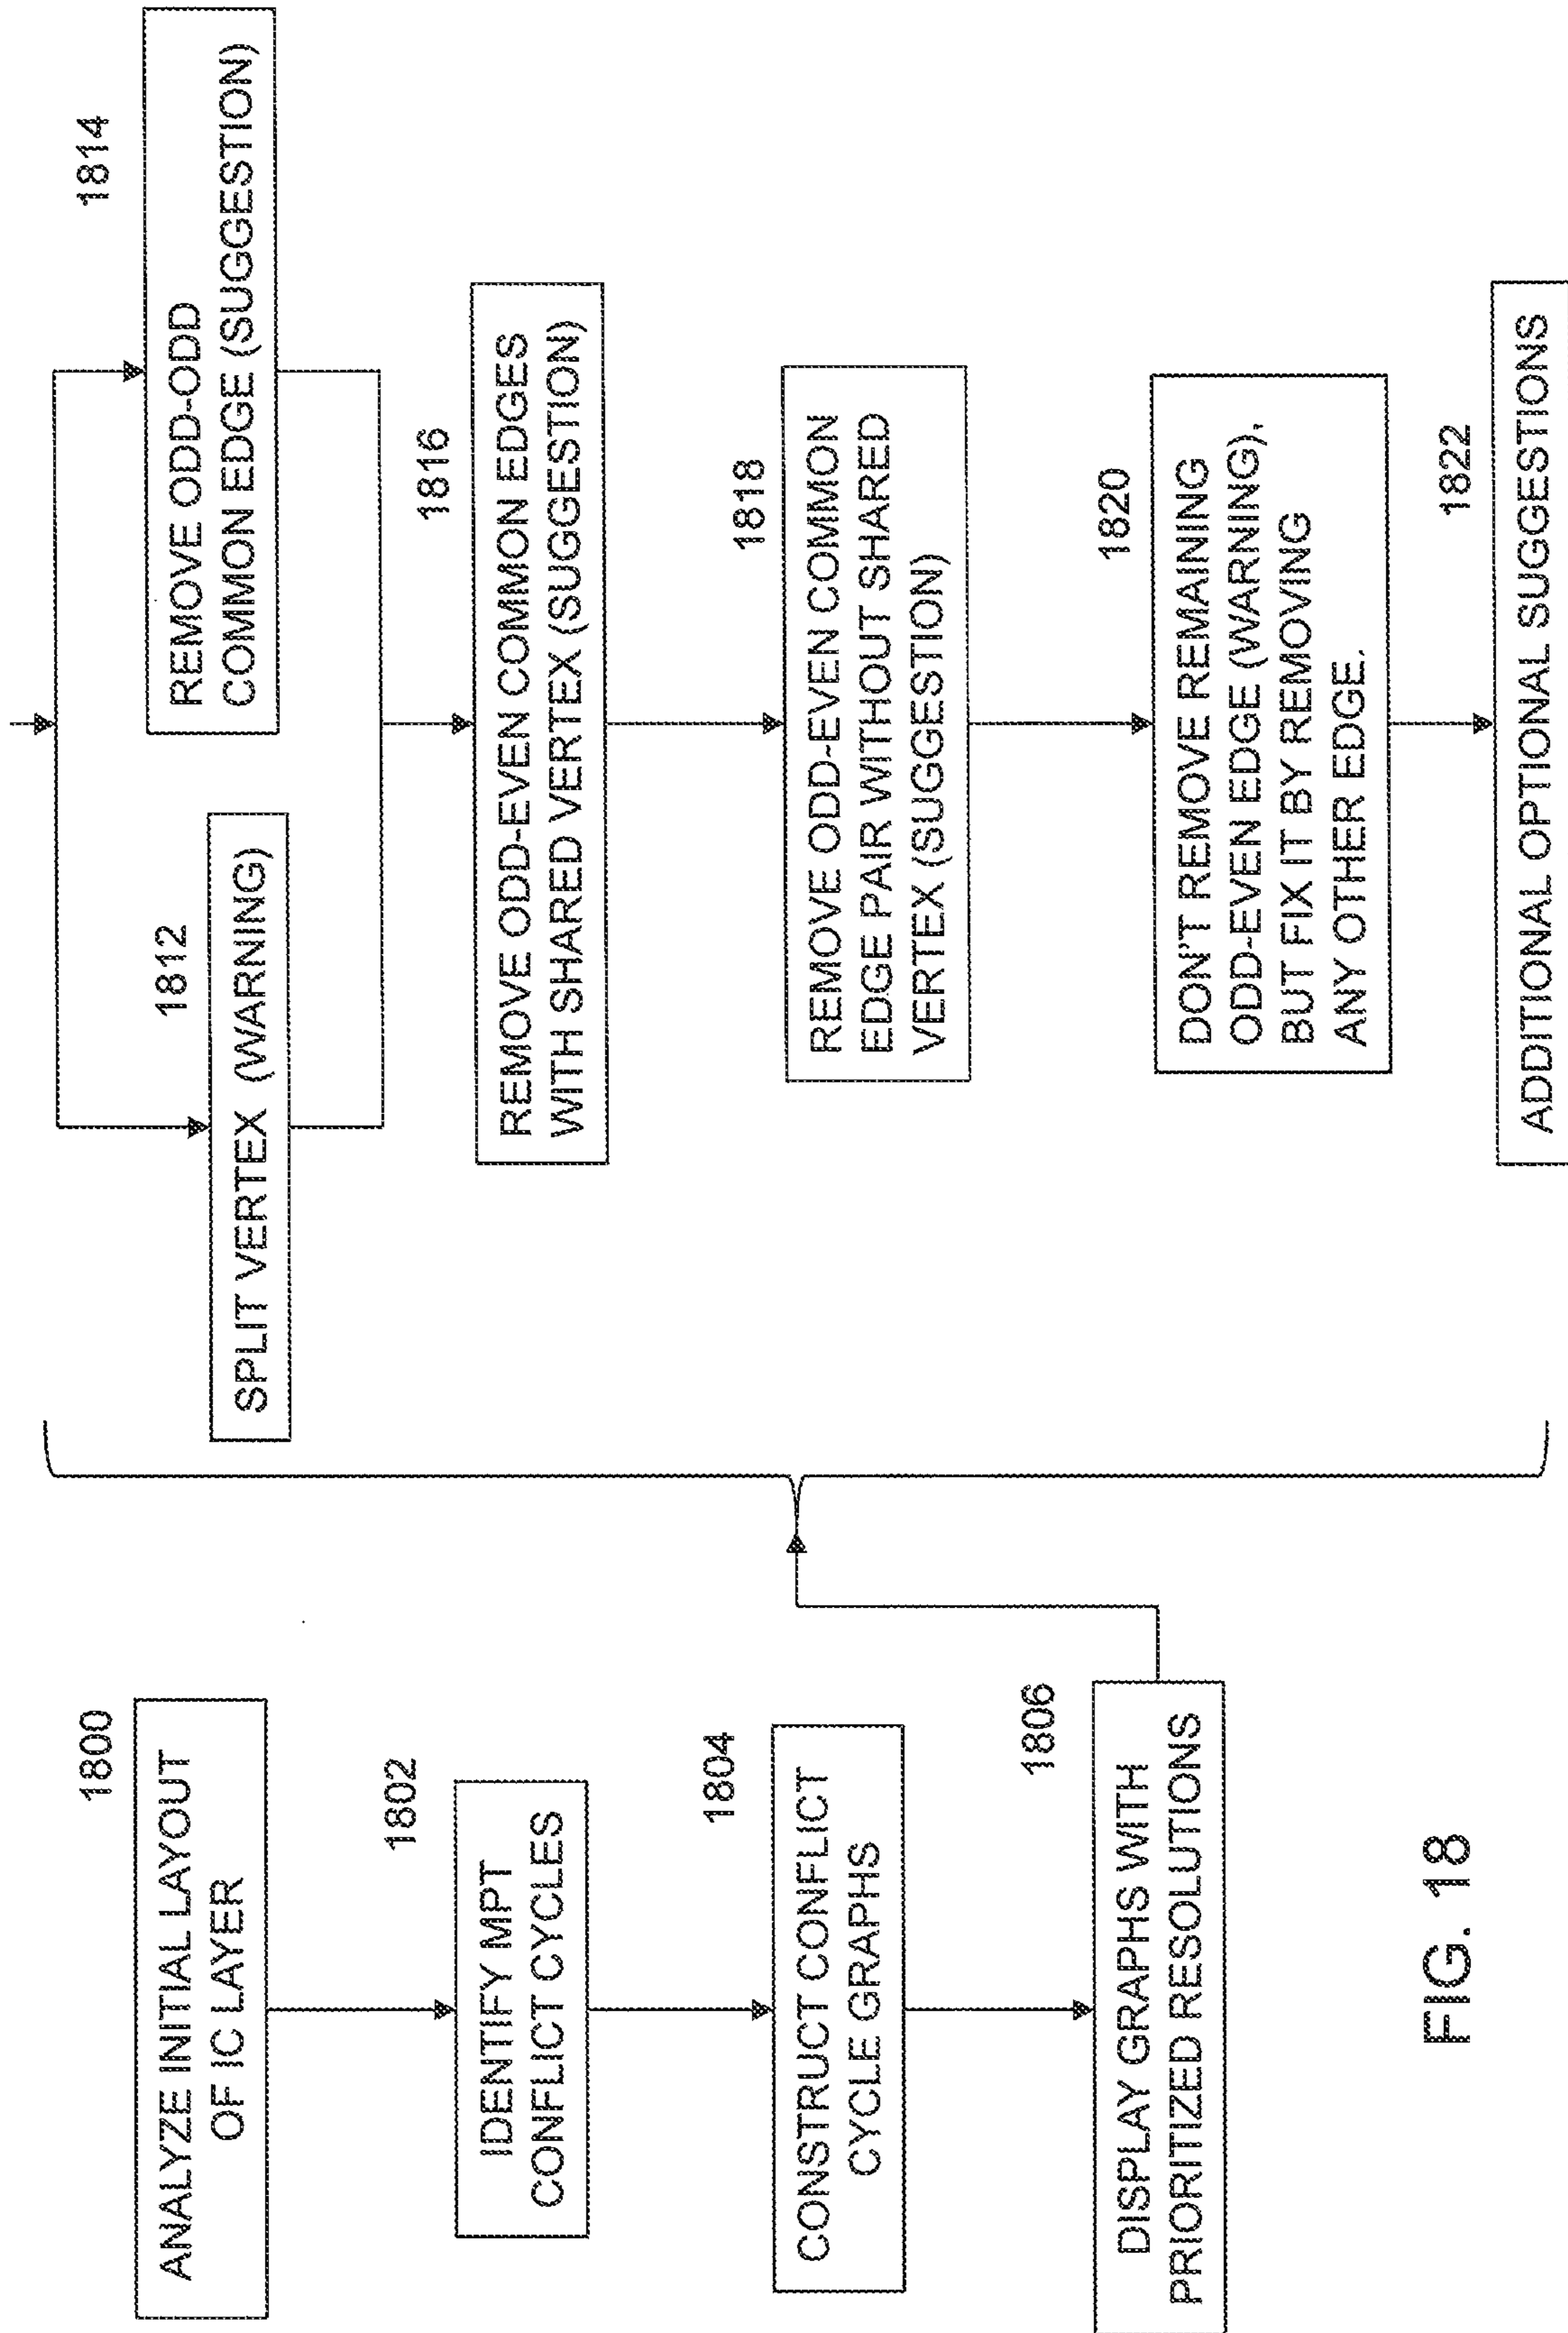 1800
ANALYZE INITIAL LAYOUT
OF IC LAYER
1802
IDENTIFY MPT
CONFLICT CYCLES
1804
CONSTRUCT CONFLICT
CYCLE GRAPHS
1806
DISPLAY GRAPHS WITH
PRIORITIZED RESOLUTIONS
1812
SPLIT VERTEX (WARNING)
1814
REMOVE ODD-ODD
COMMON EDGE (SUGGESTION)
1816
REMOVE ODD-EVEN COMMON EDGES
WITH SHARED VERTEX (SUGGESTION)
1818
REMOVE ODD-EVEN COMMON
EDGE PAIR WITHOUT SHARED
VERTEX (SUGGESTION)
1820
DON'T REMOVE REMAINING
ODD-EVEN EDGE (WARNING),
BUT FIX IT BY REMOVING
ANY OTHER EDGE.
1822
ADDITIONAL OPTIONAL SUGGESTIONS
FIG. 18